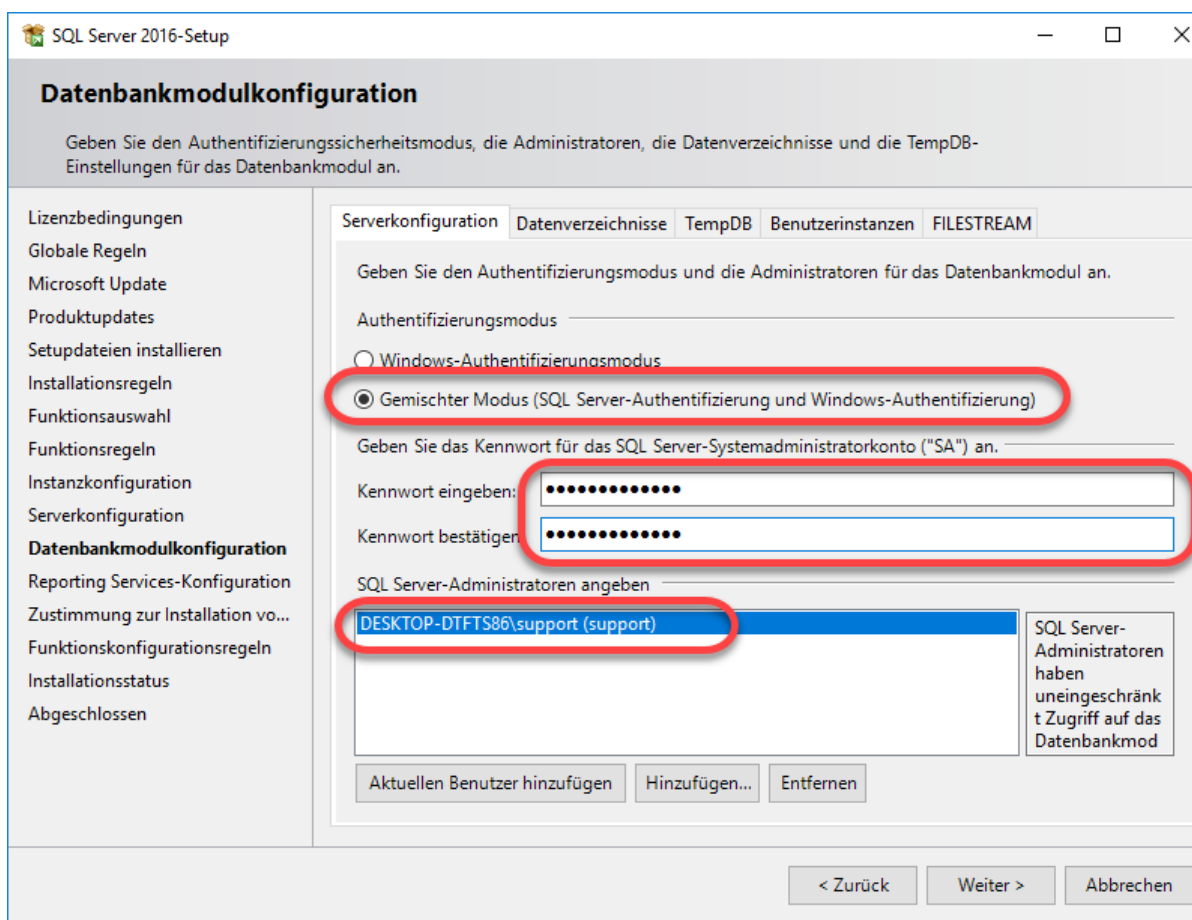 SQL Server 2016-Setup
Datenbankmodulkonfiguration
Geben Sie den Authentifizierungssicherheitsmodus, die Administratoren, die Datenverzeichnisse und die TempDB-
Einstellungen für das Datenbankmodul an.
Lizenzbedingungen
Globale Regeln
Microsoft Update
Produktupdates
Setupdateien installieren
Installationsregeln
Funktionsauswahl
Funktionsregeln
Instanzkonfiguration
Serverkonfiguration
Datenbankmodulkonfiguration
Reporting Services-Konfiguration
Zustimmung zur Installation vo...
Funktionskonfigurationsregeln
Installationsstatus
Abgeschlossen
Serverkonfiguration Datenverzeichnisse TempDB Benutzerinstanzen FILESTREAM
Geben Sie den Authentifizierungsmodus und die Administratoren für das Datenbankmodul an.
Authentifizierungsmodus
Windows-Authentifizierungsmodus
Gemischter Modus (SQL Server-Authentifizierung und Windows-Authentifizierung)
Geben Sie das Kennwort für das SQL Server-Systemadministratorkonto ("SA") an.
Kennwort eingeben: •••••••••••••
Kennwort bestätigen •••••••••••••
SQL Server-Administratoren angeben
DESKTOP-DTFTS86\support (support)
SQL Server-
Administratoren
haben
uneingeschränk
t Zugriff auf das
Datenbankmod
Aktuellen Benutzer hinzufügen Hinzufügen... Entfernen
< Zurück Weiter > Abbrechen